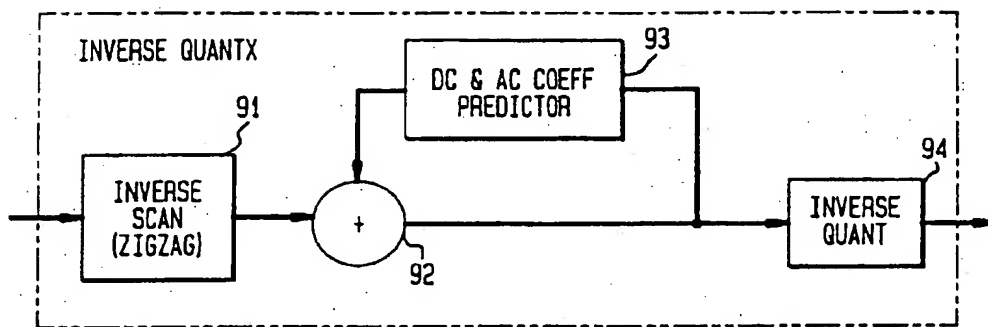 INVERSE QUANTX
93
DC & AC COEFF
PREDICTOR
91
INVERSE
SCAN
(ZIGZAG)
+
92
94
INVERSE
QUANT